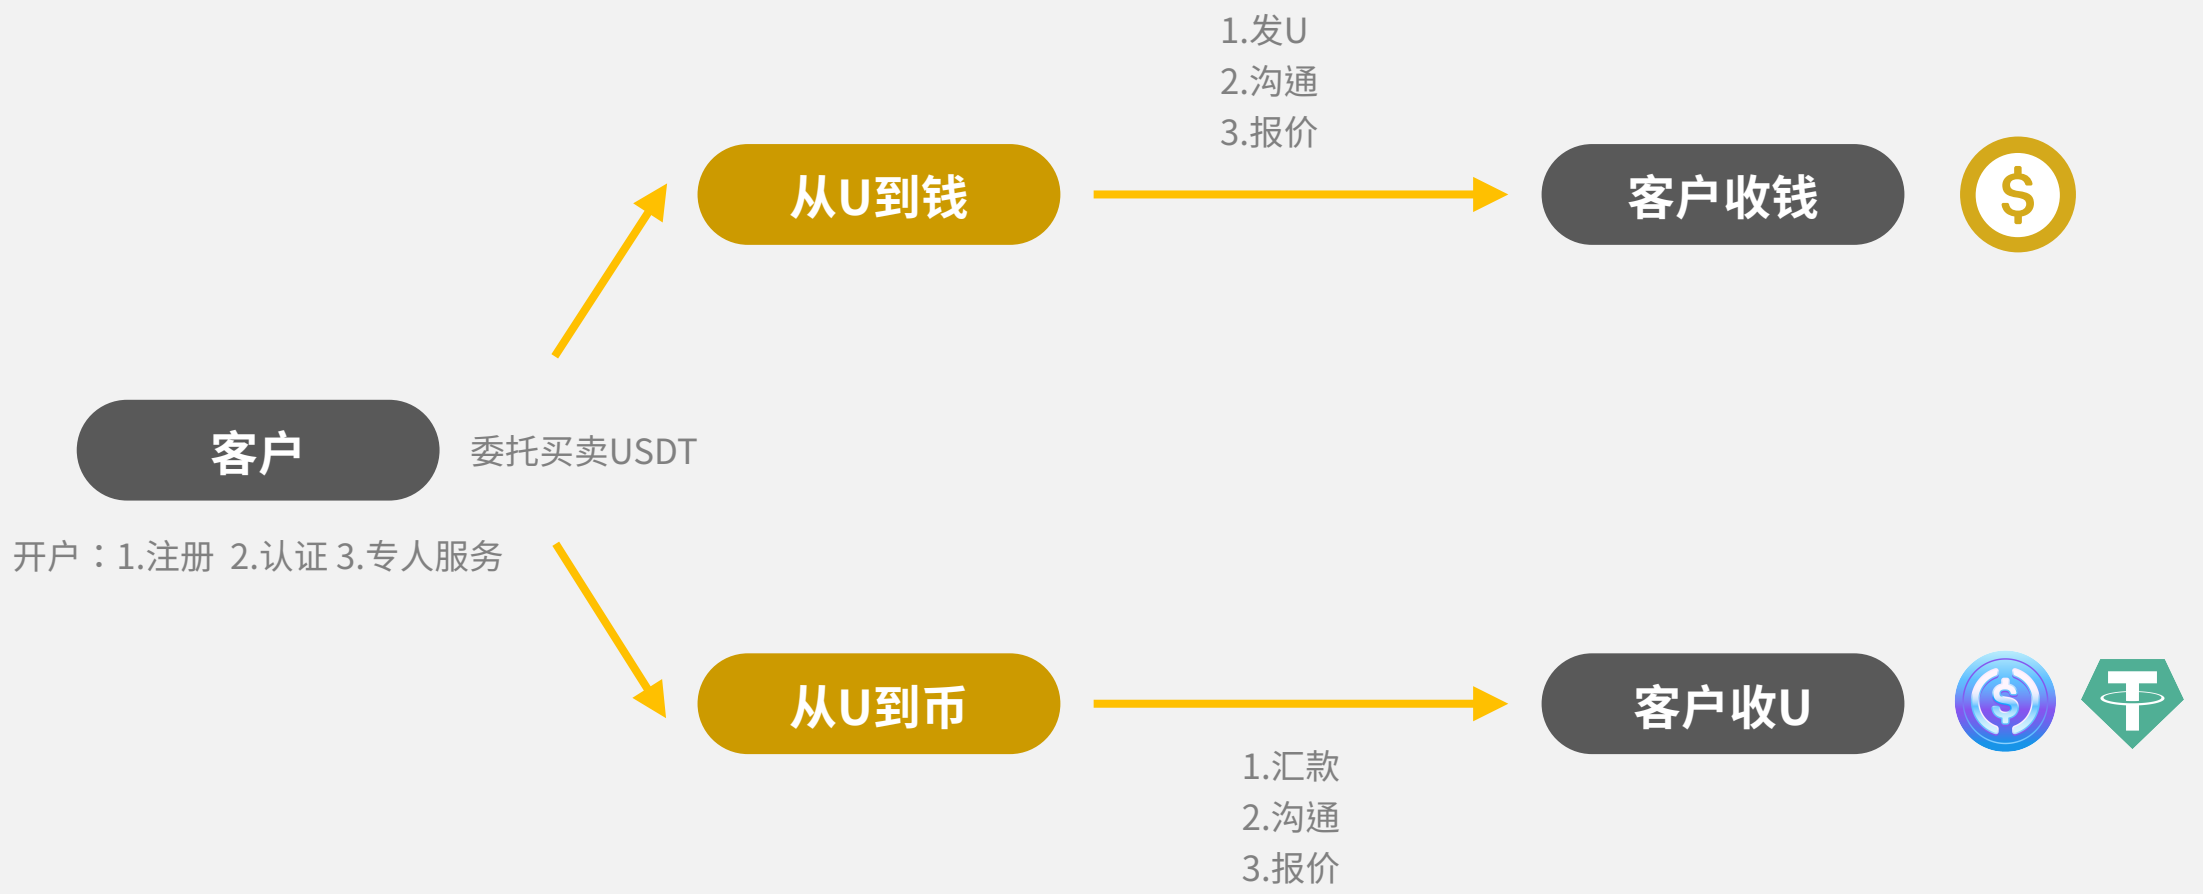 1.发U
2.沟通
3.报价
从U到钱
客户收钱
客户
委托买卖USDT
开户：1.注册 2.认证 3.专人服务
从U到币
客户收U
1.汇款
2.沟通
3.报价